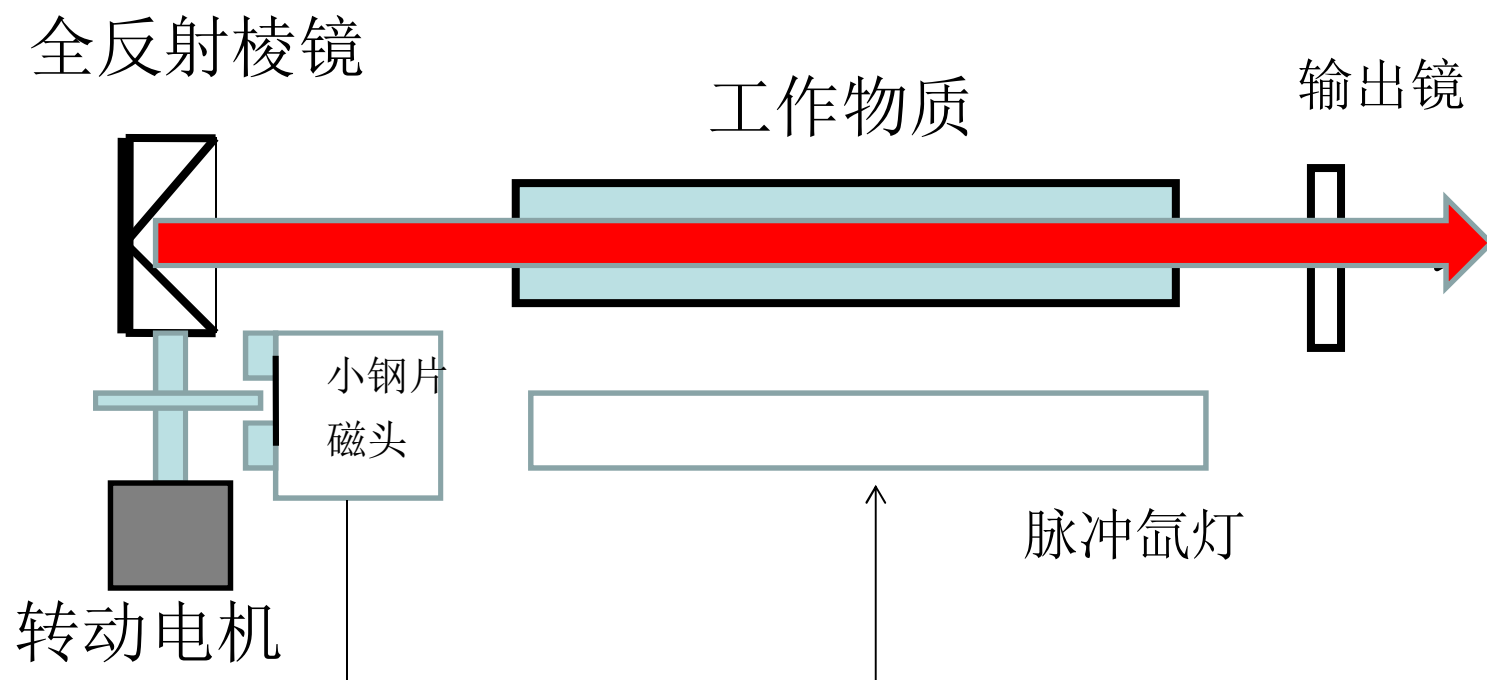 全反射棱镜
工作物质
输出镜
小钢片
磁头
脉冲氙灯
转动电机